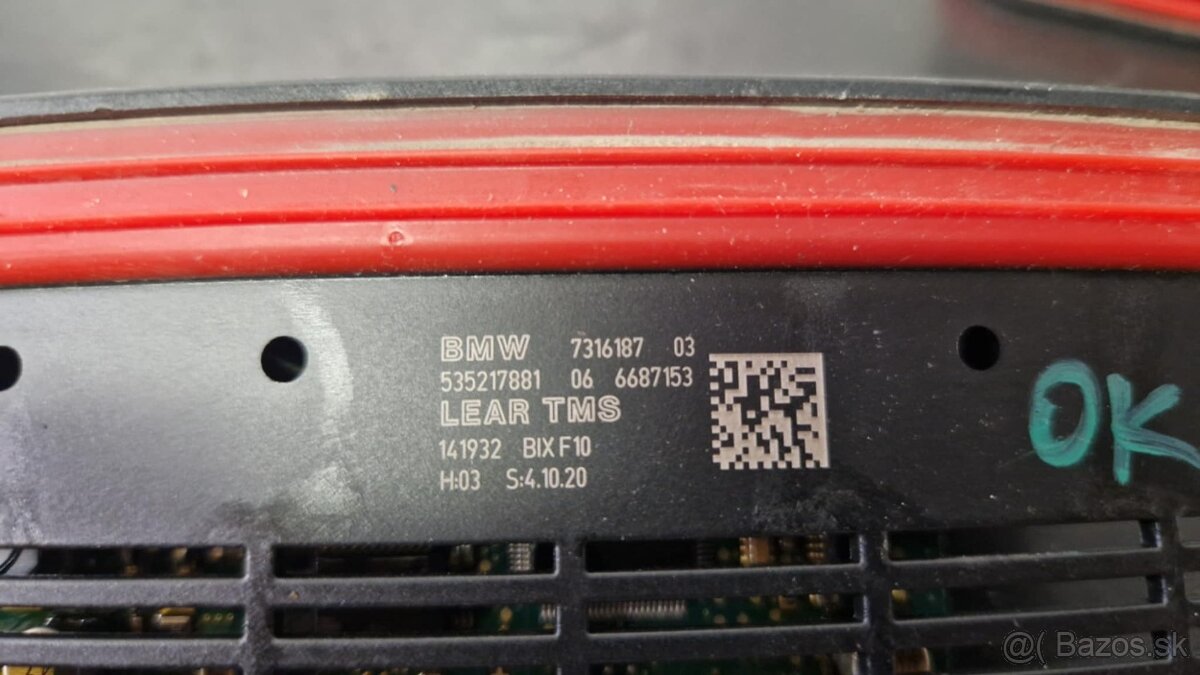 BMW 7316187 03
535217881 06 6687153
LEAR TMS
141932 BIX F10
H:03 S:4.10.20
OK
@( Bazos.sk